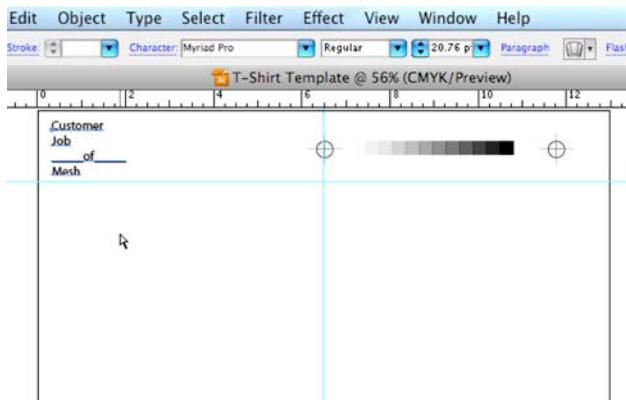 Edit Object Type Select Filter Effect View Window Help
Stroke: Character: Myriad Pro Regular 20.76 p Paragraph Flas
T-Shirt Template @ 56% (CMYK/Preview)
0 2 4 6 8 10 12
Customer
Job
_____of_____
Mesh